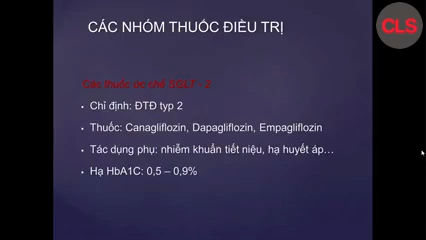 CÁC NHÓM THUỐC ĐIỀU TRỊ
CLS
Các thuốc ức chế SGLT - 2
• Chỉ định: ĐTĐ typ 2
• Thuốc: Canagliflozin, Dapagliflozin, Empagliflozin
• Tác dụng phụ: nhiễm khuẩn tiết niệu, hạ huyết áp…
• Hạ HbA1C: 0,5 – 0,9%